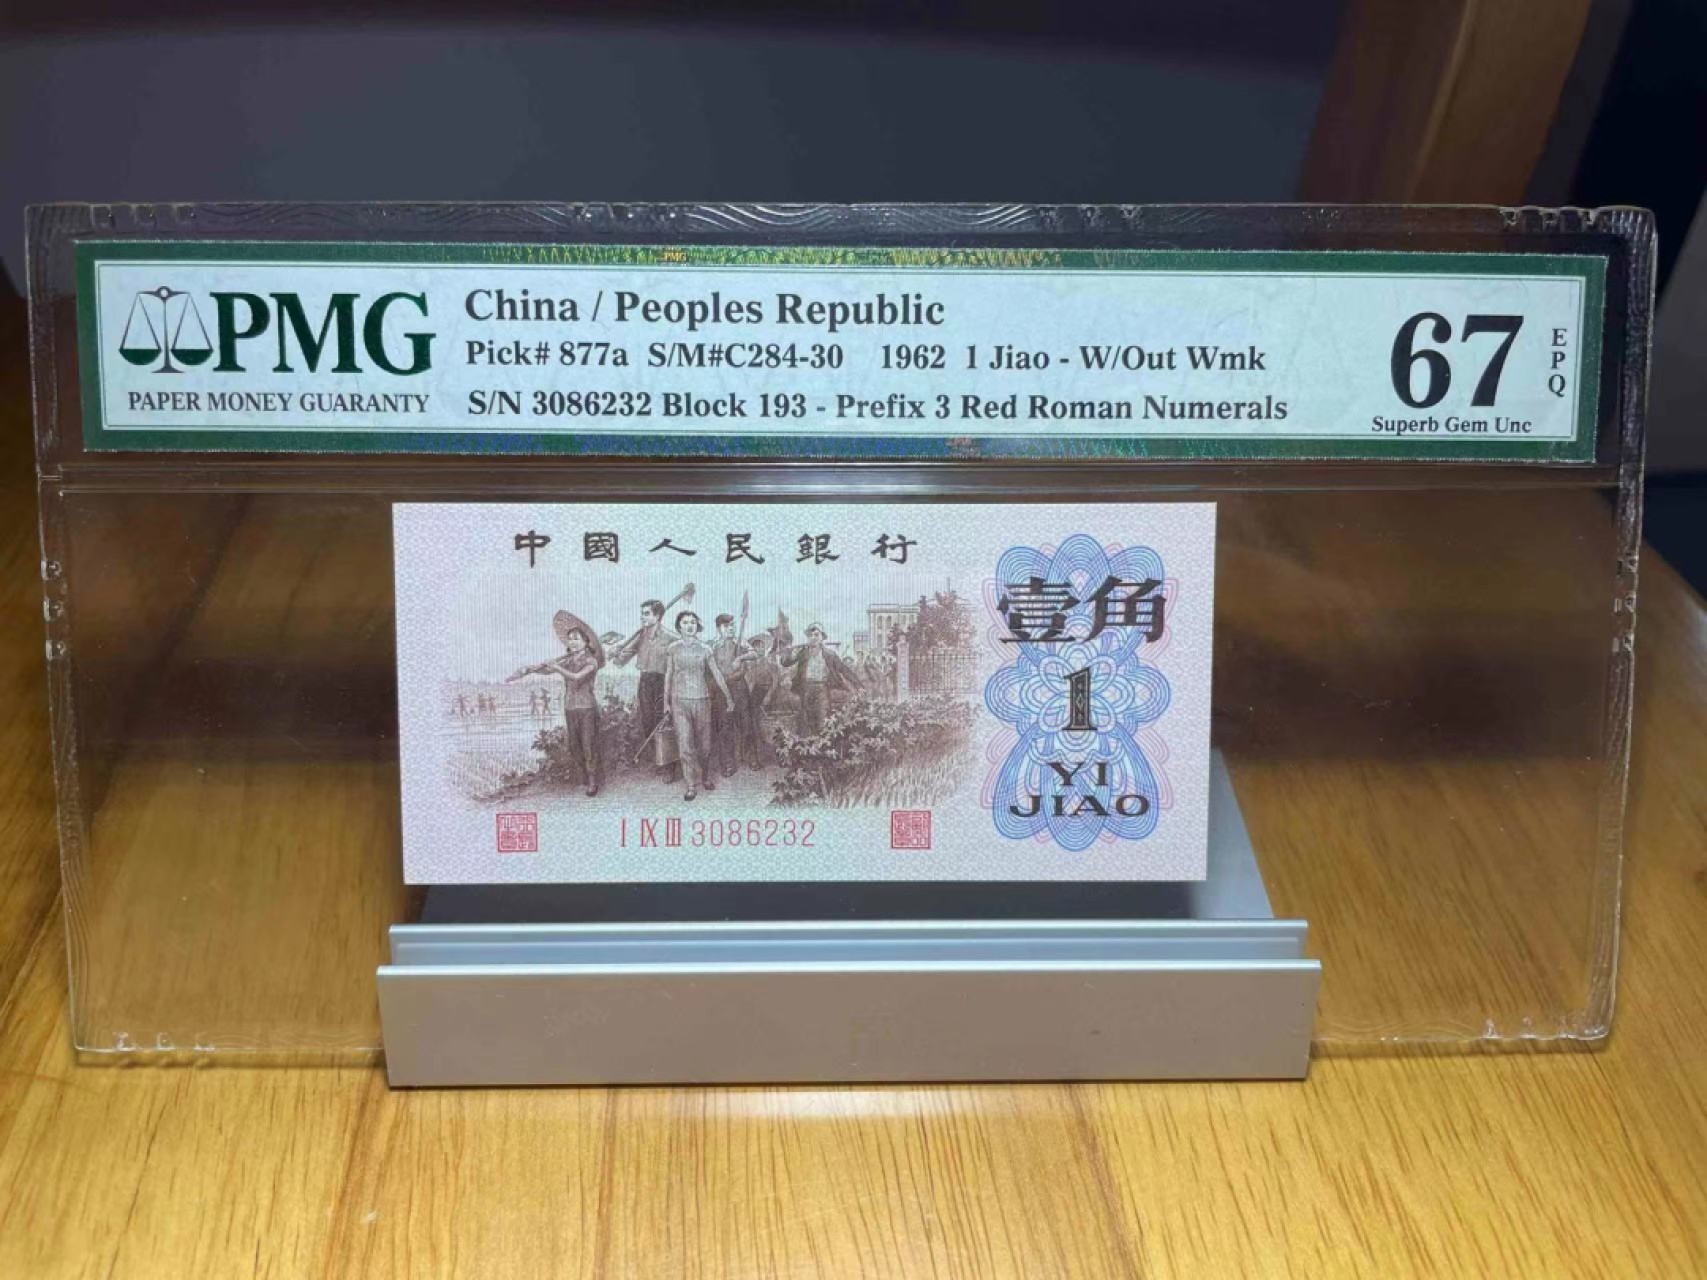 PMG
PAPER MONEY GUARANTY
China / Peoples Republic
Pick# 877a S/M#C284-30 1962 1 Jiao - W/Out Wmk
S/N 3086232 Block 193 - Prefix 3 Red Roman Numerals
67
EPQ
Superb Gem Unc
中國人民銀行
壹角
1
YI
JIAO
I IX III 3086232